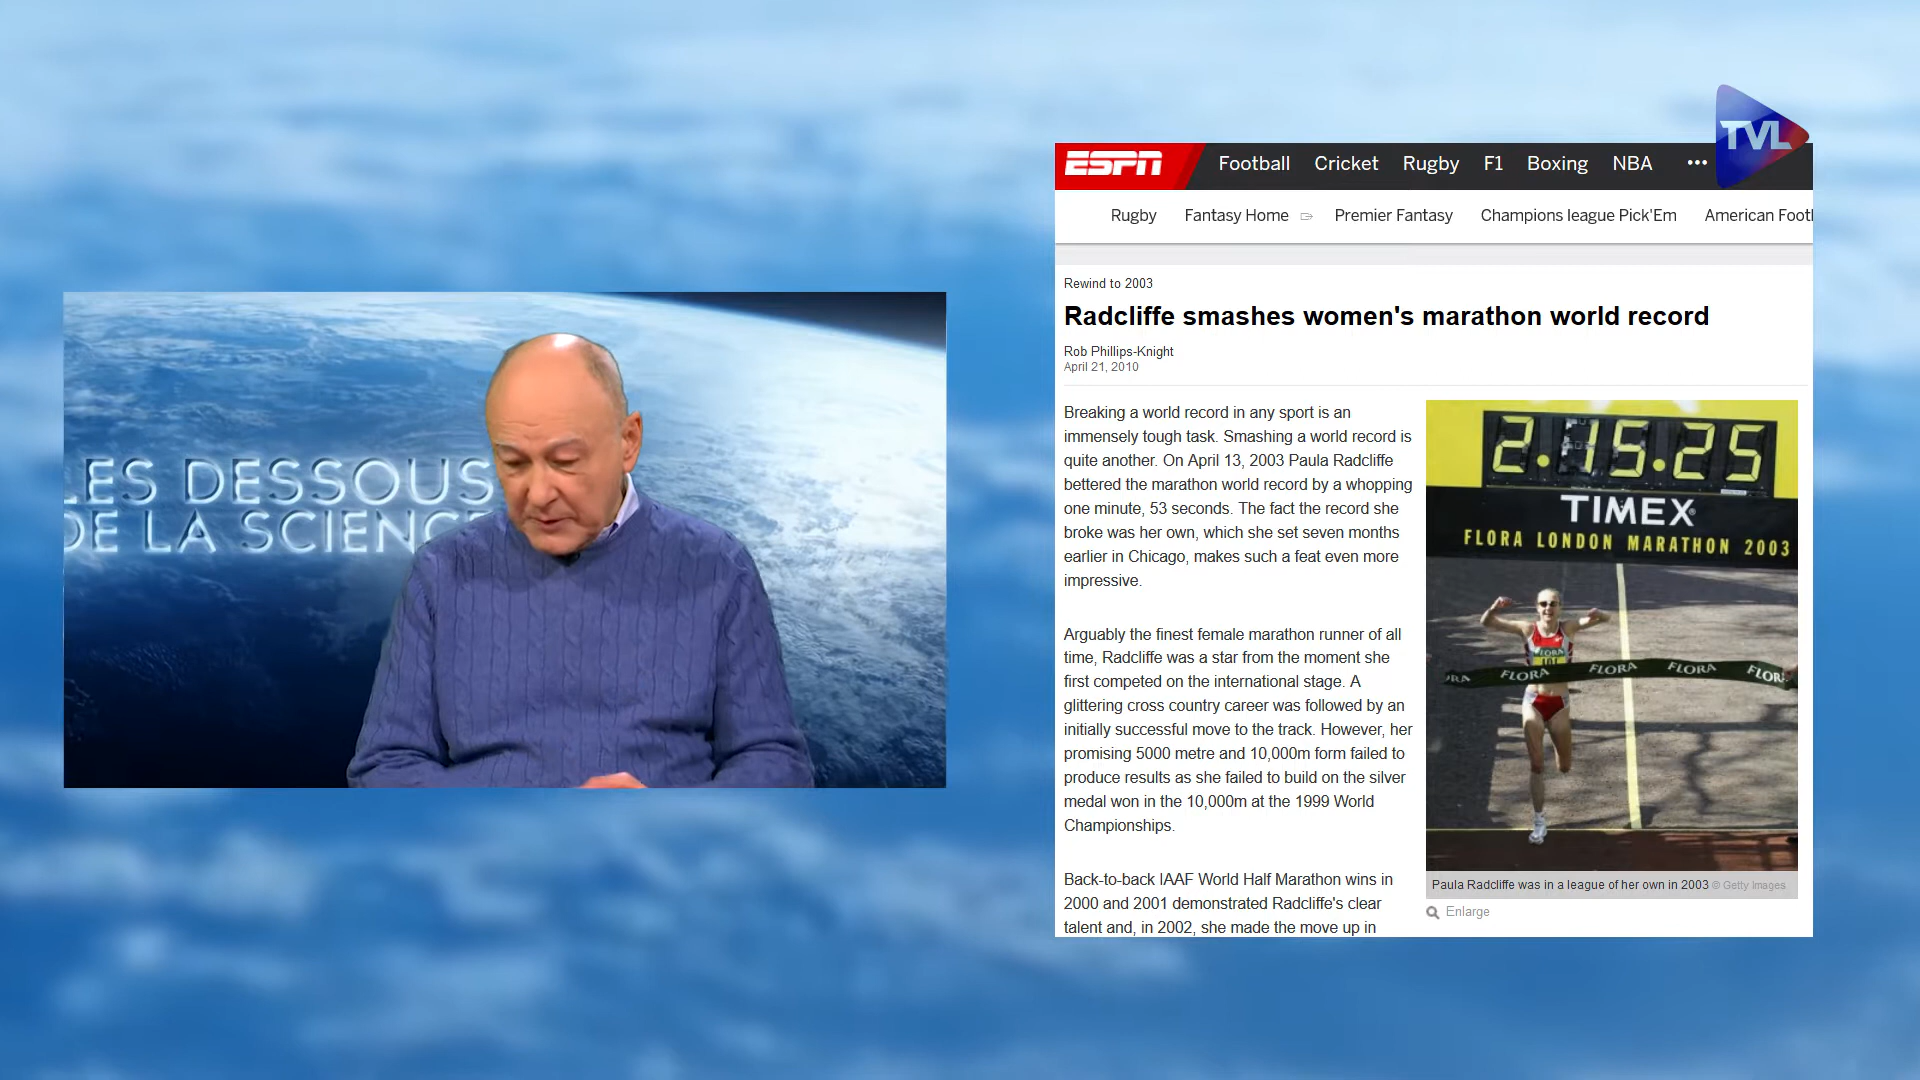 LES DESSOUS
DE LA SCIENC
TVL
ESPN Football Cricket Rugby F1 Boxing NBA •••
Rugby Fantasy Home Premier Fantasy Champions league Pick'Em American Footl
Rewind to 2003
Radcliffe smashes women's marathon world record
Rob Phillips-Knight
April 21, 2010
Breaking a world record in any sport is an
immensely tough task. Smashing a world record is
quite another. On April 13, 2003 Paula Radcliffe
bettered the marathon world record by a whopping
one minute, 53 seconds. The fact the record she
broke was her own, which she set seven months
earlier in Chicago, makes such a feat even more
impressive.
Arguably the finest female marathon runner of all
time, Radcliffe was a star from the moment she
first competed on the international stage. A
glittering cross country career was followed by an
initially successful move to the track. However, her
promising 5000 metre and 10,000m form failed to
produce results as she failed to build on the silver
medal won in the 10,000m at the 1999 World
Championships.
Back-to-back IAAF World Half Marathon wins in
2000 and 2001 demonstrated Radcliffe's clear
talent and, in 2002, she made the move up in
2.15.25
TIMEX
FLORA LONDON MARATHON 2003
RA FLORA FLORA FLORA FLOR
FLORA
101
Paula Radcliffe was in a league of her own in 2003 © Getty Images
Enlarge